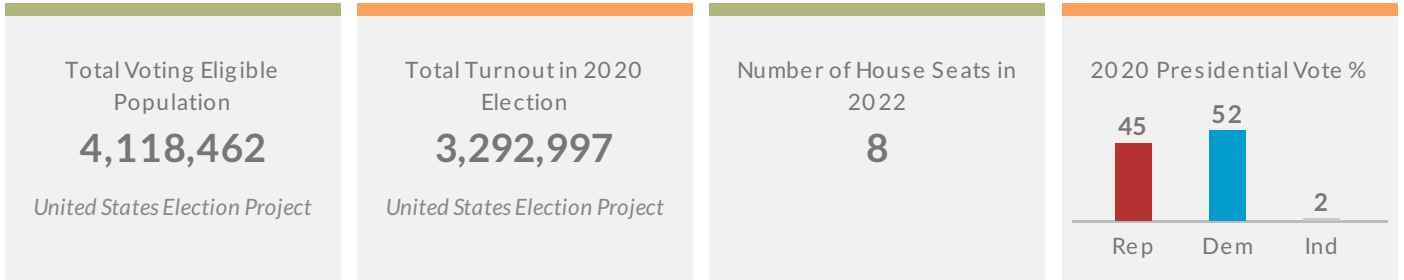 Total Voting Eligible
Population
4,118,462
United States Election Project
Total Turnout in 2020
Election
3,292,997
United States Election Project
Number of House Seats in
2022
8
2020 Presidential Vote %
45
52
2
Rep
Dem
Ind